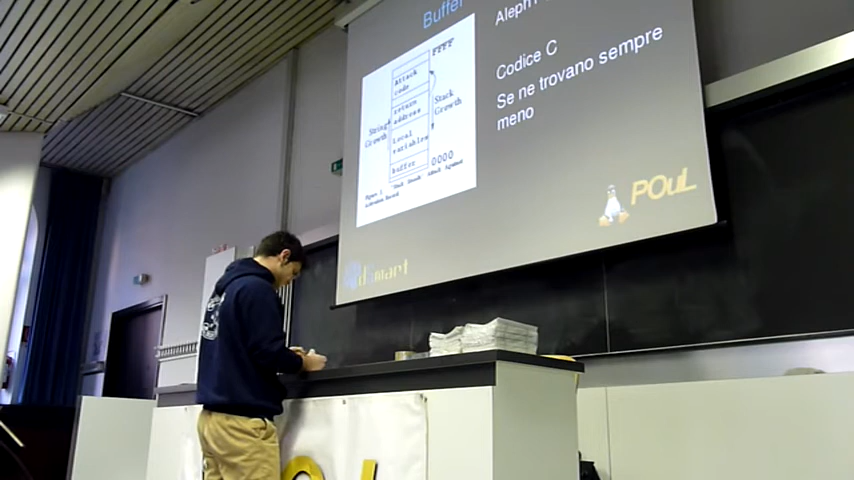 Buffer
Aleph
Codice C
Se ne trovano sempre
meno
FFFF
Attack
code
return
address
Local
variables
buffer
String
Growth
Stack
Growth
0000
POuL